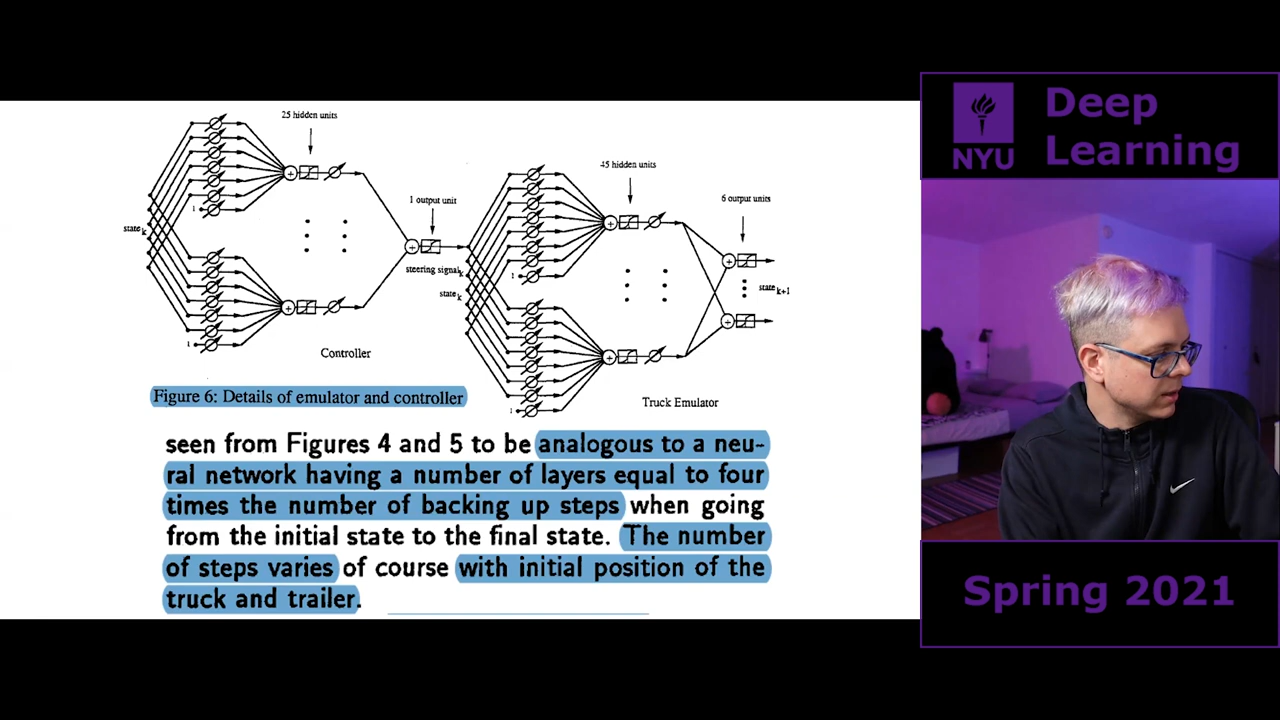 25 hidden units
45 hidden units
1 output unit
6 output units
1
state k
steering signal k
1
state k
state k+1
1
Controller
1
Truck Emulator
Figure 6: Details of emulator and controller
seen from Figures 4 and 5 to be analogous to a neu-
ral network having a number of layers equal to four
times the number of backing up steps when going
from the initial state to the final state. The number
of steps varies of course with initial position of the
truck and trailer.
NYU
Deep
Learning
Spring 2021